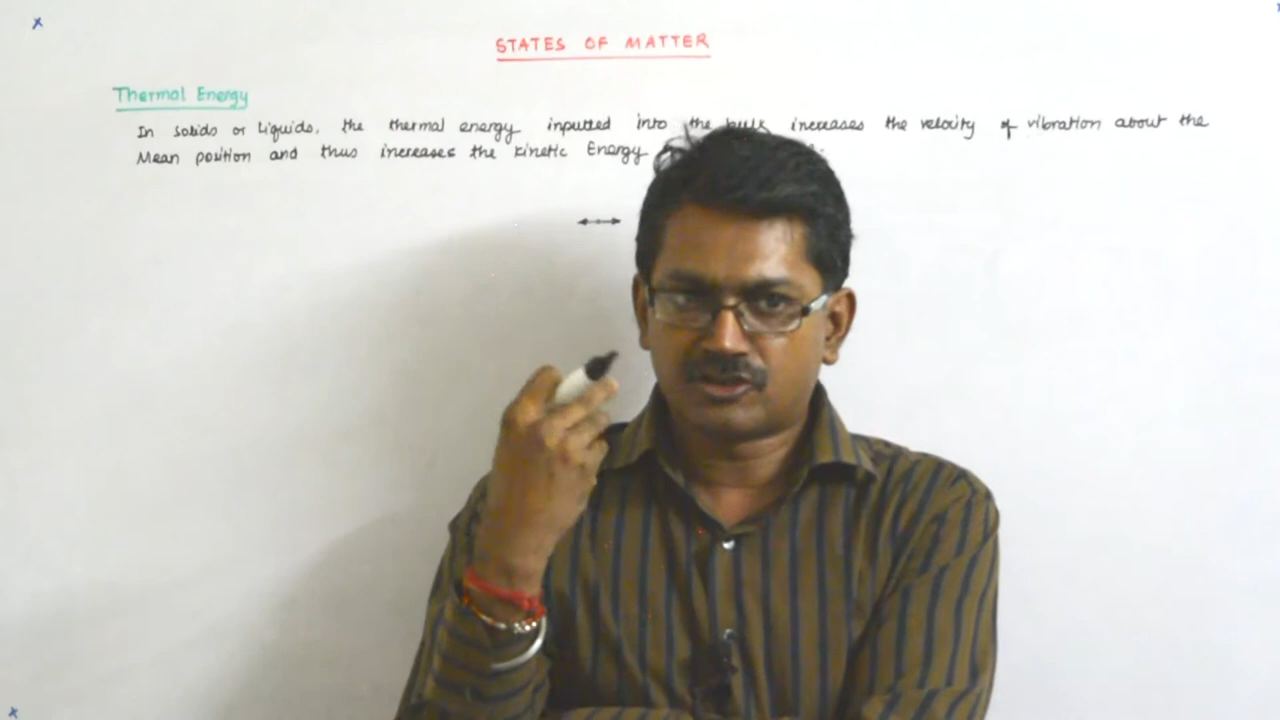 STATES OF MATTER
Thermal Energy
In solids or Liquids, the thermal energy inputted into the bulk increases the velocity of vibration about the
Mean position and thus increases the kinetic Energy